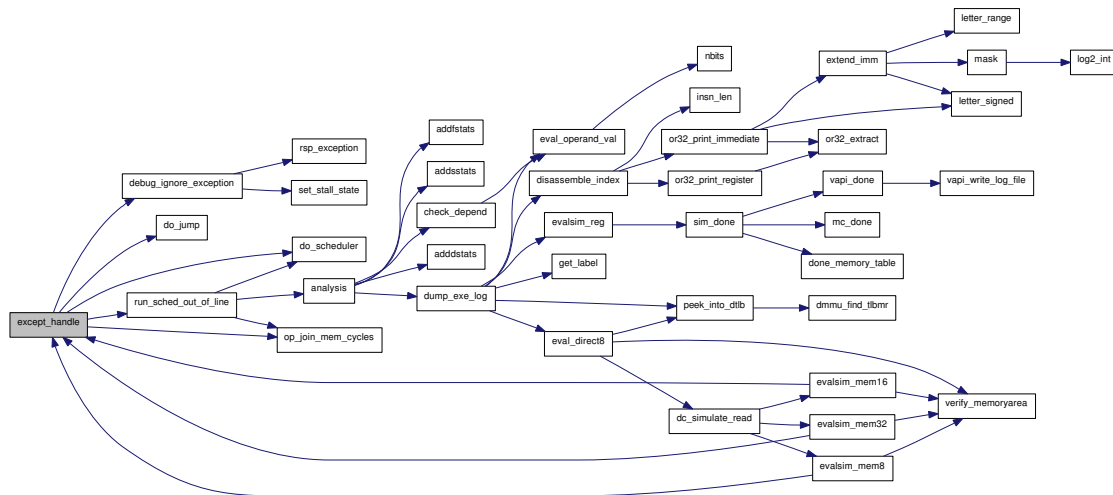 letter_range
nbits
extend_imm
mask
log2_int
insn_len
letter_signed
addfstats
eval_operand_val
or32_print_immediate
or32_extract
rsp_exception
addsstats
disassemble_index
or32_print_register
vapi_done
vapi_write_log_file
debug_ignore_exception
set_stall_state
check_depend
evalsim_reg
sim_done
mc_done
do_jump
do_scheduler
adddstats
get_label
done_memory_table
run_sched_out_of_line
analysis
dump_exe_log
peek_into_dtlb
dmmu_find_tlbmr
except_handle
op_join_mem_cycles
eval_direct8
evalsim_mem16
verify_memoryarea
dc_simulate_read
evalsim_mem32
evalsim_mem8